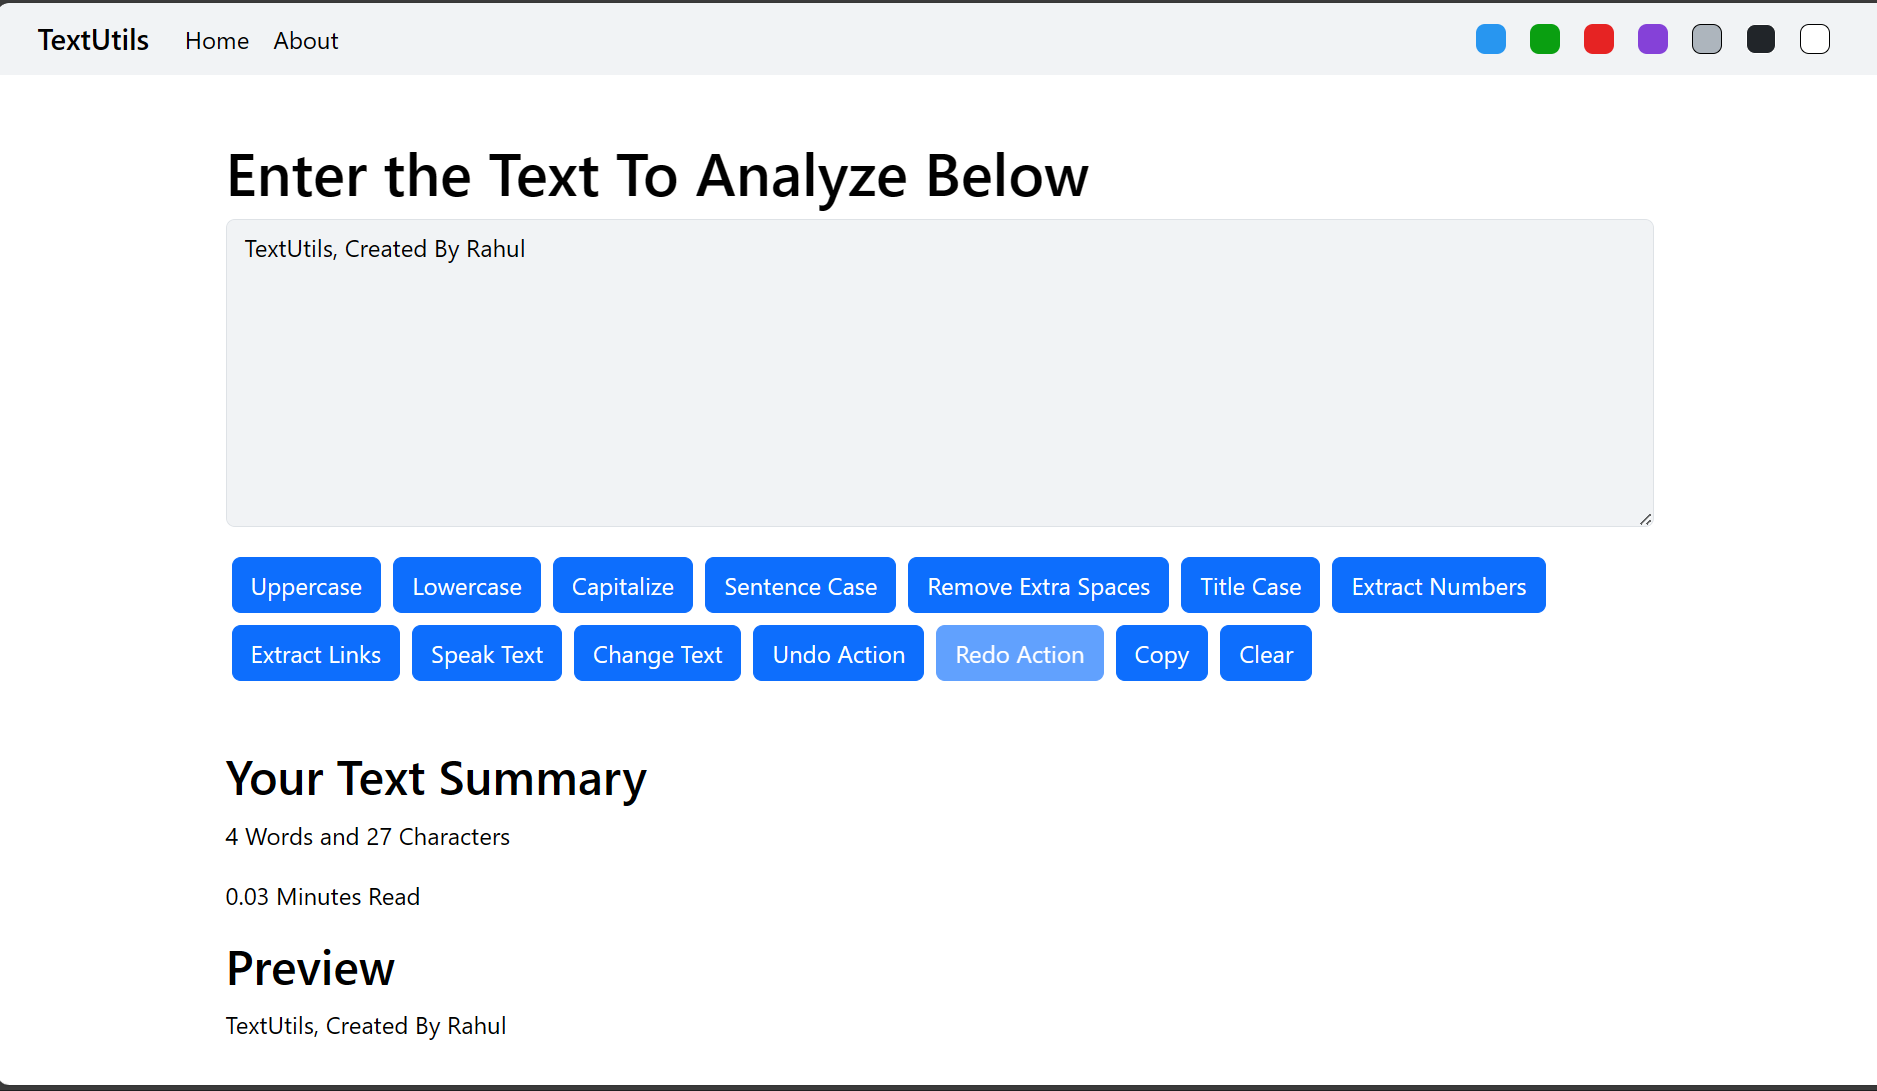 TextUtils Home About
Enter the Text To Analyze Below
TextUtils, Created By Rahul
Uppercase Lowercase Capitalize Sentence Case Remove Extra Spaces Title Case Extract Numbers
Extract Links Speak Text Change Text Undo Action Redo Action Copy Clear
Your Text Summary
4 Words and 27 Characters
0.03 Minutes Read
Preview
TextUtils, Created By Rahul